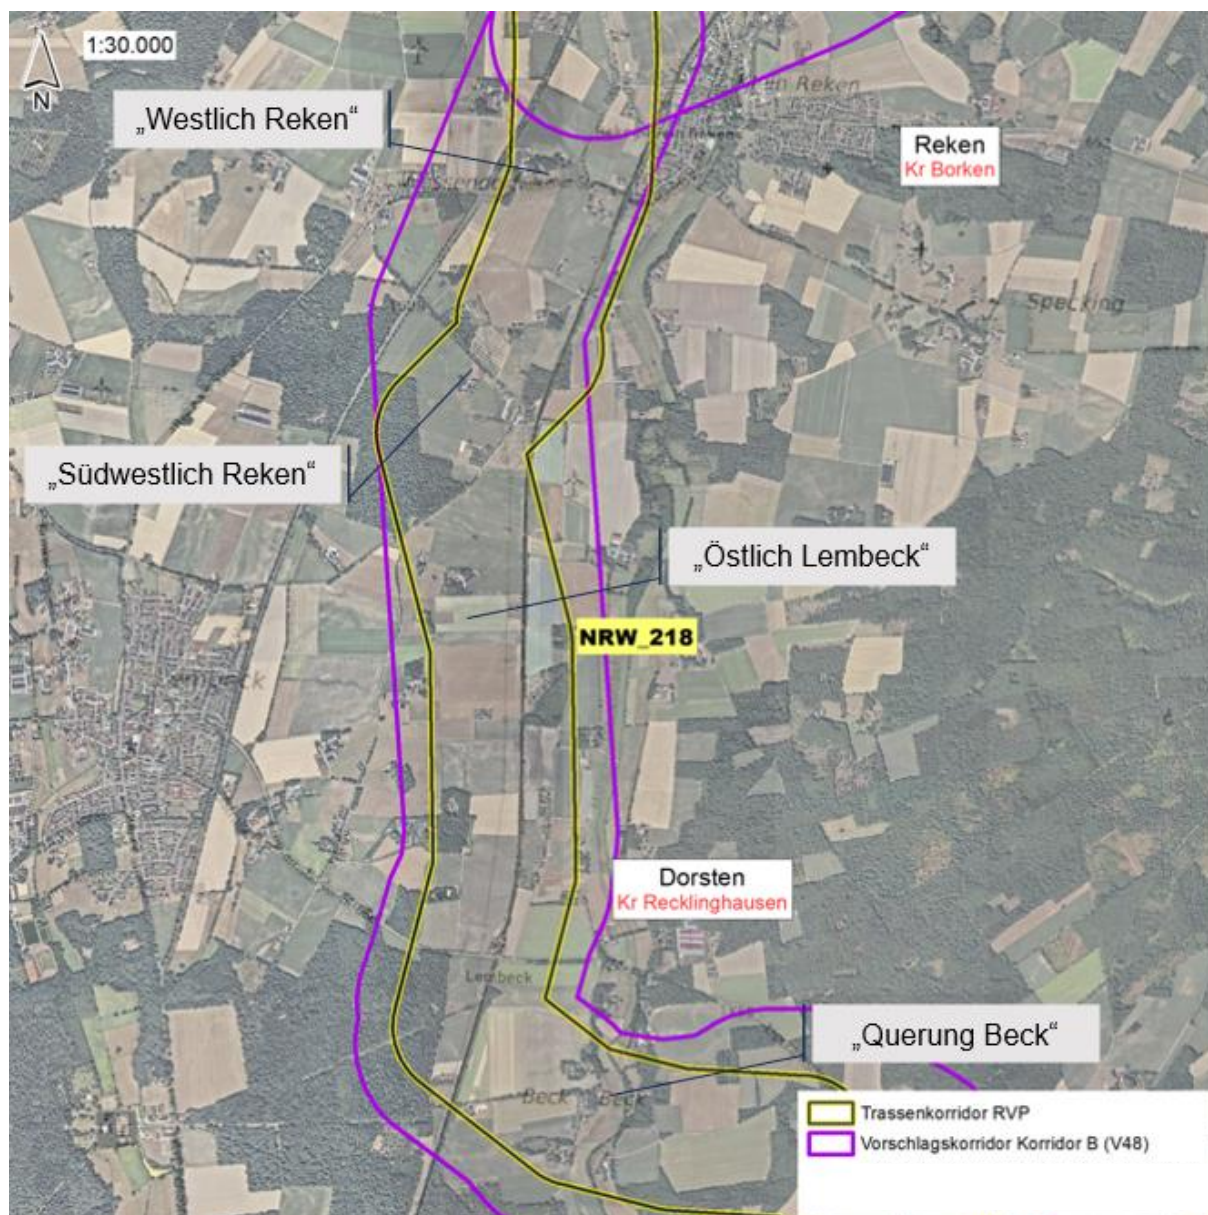 1:30.000
N
„Westlich Reken“
Reken
Kr Borken
Specking
„Südwestlich Reken“
„Östlich Lembeck“
NRW_218
Dorsten
Kr Recklinghausen
Lembeck
„Querung Beck“
Beck
Beck
Trassenkorridor RVP
Vorschlagskorridor Korridor B (V48)